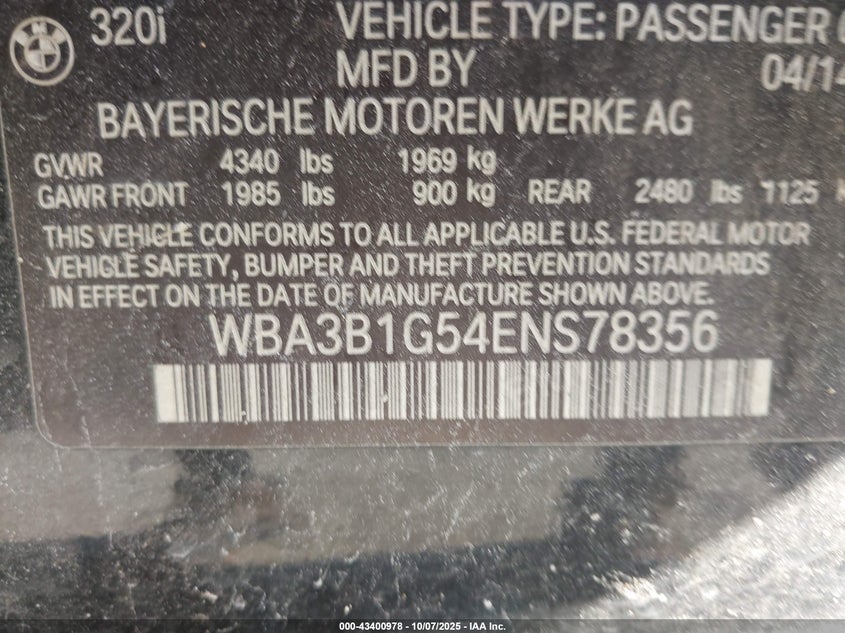 320i VEHICLE TYPE: PASSENGER
MFD BY 04/14
BAYERISCHE MOTOREN WERKE AG
GVWR 4340 lbs 1969 kg
GAWR FRONT 1985 lbs 900 kg REAR 2480 lbs 1125
THIS VEHICLE CONFORMS TO ALL APPLICABLE U.S. FEDERAL MOTOR
VEHICLE SAFETY, BUMPER AND THEFT PREVENTION STANDARDS
IN EFFECT ON THE DATE OF MANUFACTURE SHOWN ABOVE.
WBA3B1G54ENS78356
000-43400978 - 10/07/2025 - IAA Inc.